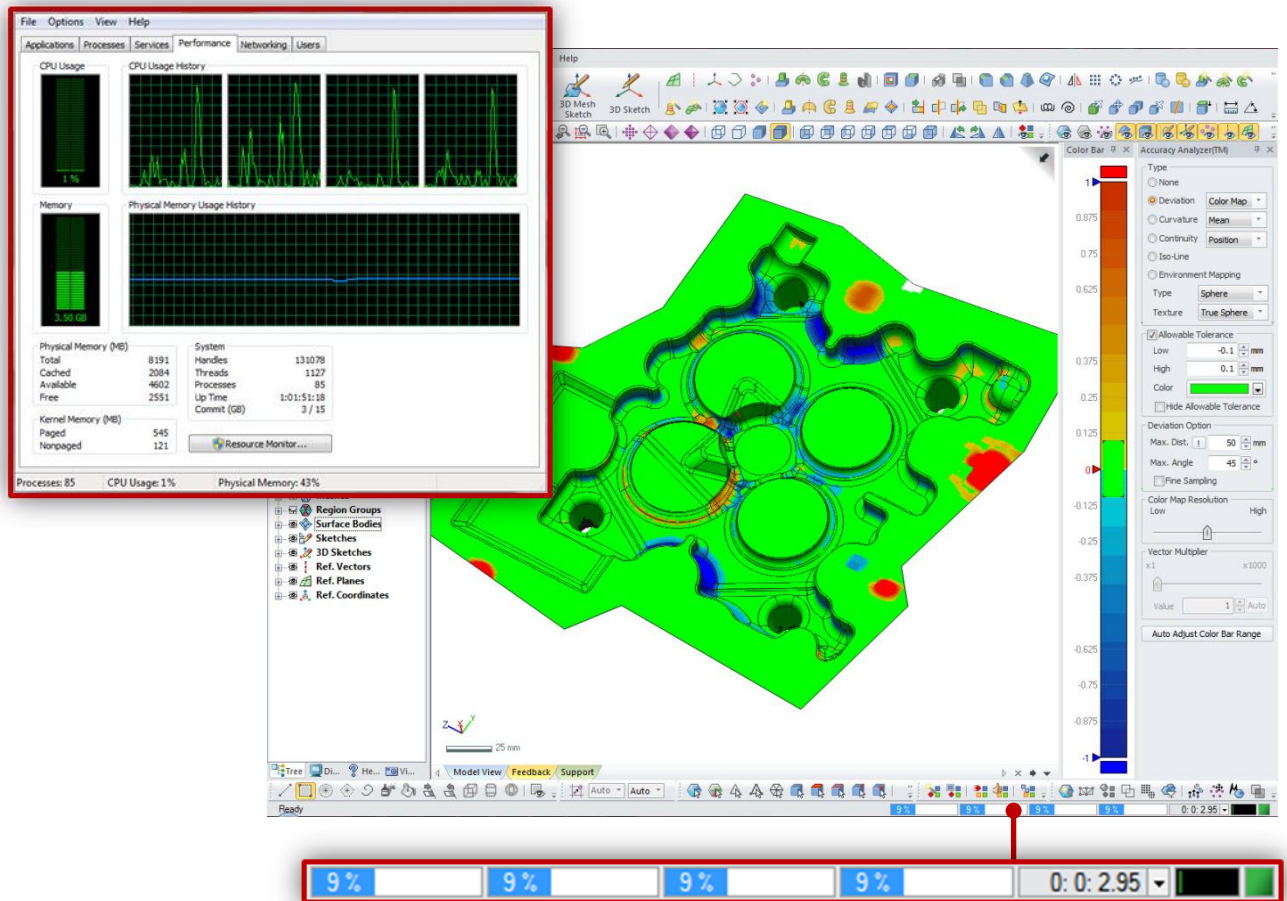 File Options View Help
Applications Processes Services Performance Networking Users
CPU Usage CPU Usage History
1 %
Memory Physical Memory Usage History
3.50 GB
Physical Memory (MB)
Total 8191
Cached 2084
Available 4602
Free 2551
Kernel Memory (MB)
Paged 545
Nonpaged 121
System
Handles 131078
Threads 1127
Processes 85
Up Time 1:01:51:18
Commit (GB) 3 / 15
Resource Monitor...
Processes: 85 CPU Usage: 1% Physical Memory: 43%
Help
3D Mesh Sketch
3D Sketch
Region Groups
Surface Bodies
Sketches
3D Sketches
Ref. Vectors
Ref. Planes
Ref. Coordinates
Z X Y
25 mm
Tree Di... He... Vi...
Model View Feedback Support
Auto Auto
Ready
9 % 9 % 9 % 9 % 0: 0: 2.95
Color Bar
1
0.875
0.75
0.625
0.375
0.25
0.125
0
-0.125
-0.25
-0.375
-0.625
-0.75
-0.875
-1
Accuracy Analyzer(TM)
Type
None
Deviation Color Map
Curvature Mean
Continuity Position
Iso-Line
Environment Mapping
Type Sphere
Texture True Sphere
Allowable Tolerance
Low -0.1 mm
High 0.1 mm
Color
Hide Allowable Tolerance
Deviation Option
Max. Dist. ! 50 mm
Max. Angle 45 °
Fine Sampling
Color Map Resolution
Low High
Vector Multiplier
x1 x1000
Value 1 Auto
Auto Adjust Color Bar Range
9 % 9 % 9 % 9 % 0: 0: 2.95